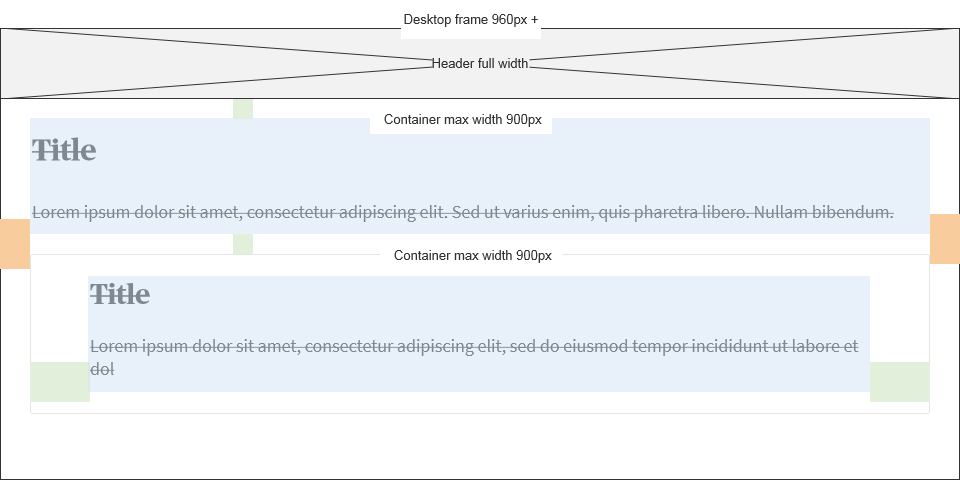 Desktop frame 960px +
Header full width
Container max width 900px
Title
Lorem ipsum dolor sit amet, consectetur adipiscing elit. Sed ut varius enim, quis pharetra libero. Nullam bibendum.
Container max width 900px
Title
Lorem ipsum dolor sit amet, consectetur adipiscing elit, sed do eiusmod tempor incididunt ut labore et
dol